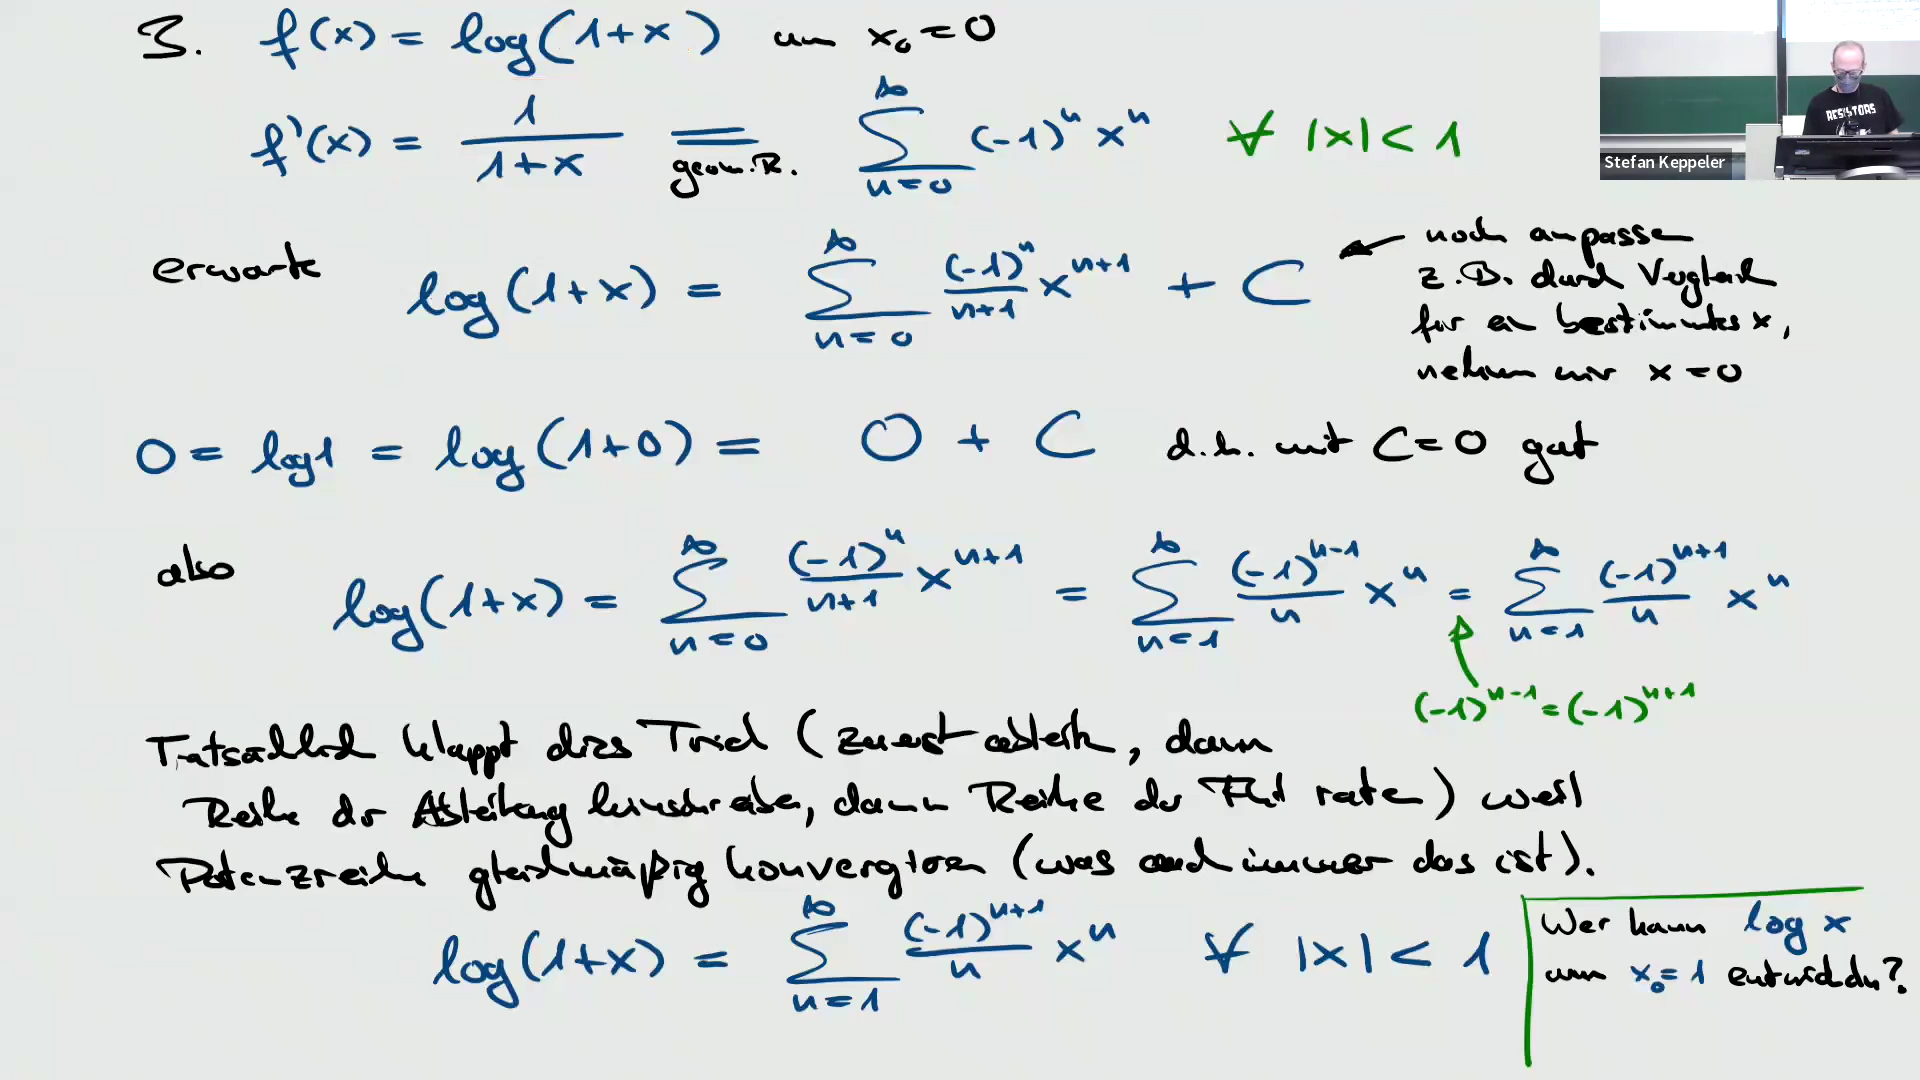 3. f(x) = log(1+x) um x₀=0
f'(x) = 1/(1+x) = ∑_{n=0}^∞ (-1)^n x^n ∀ |x| < 1
geom. R.
RESISTORS
Stefan Keppeler
erwarte log(1+x) = ∑_{n=0}^∞ (-1)^n/(n+1) x^{n+1} + C
← noch anpassen
z.B. durch Vergleich
für ein bestimmtes x,
nehmen wir x=0
0 = log1 = log(1+0) = 0 + C d.h. mit C=0 gut
also log(1+x) = ∑_{n=0}^∞ (-1)^n/(n+1) x^{n+1} = ∑_{n=1}^∞ (-1)^{n-1}/n x^n = ∑_{n=1}^∞ (-1)^{n+1}/n x^n
(-1)^{n-1} = (-1)^{n+1}
Tatsächlich klappt dies Trick (zuerst ableiten, dann
Reihe der Ableitung hinschreiben, dann Reihe der Fkt raten) weil
Potenzreihen gleichmäßig konvergieren (was auch immer das ist).
log(1+x) = ∑_{n=1}^∞ (-1)^{n+1}/n x^n ∀ |x| < 1
Wer kann log x
um x₀=1 entwickeln?